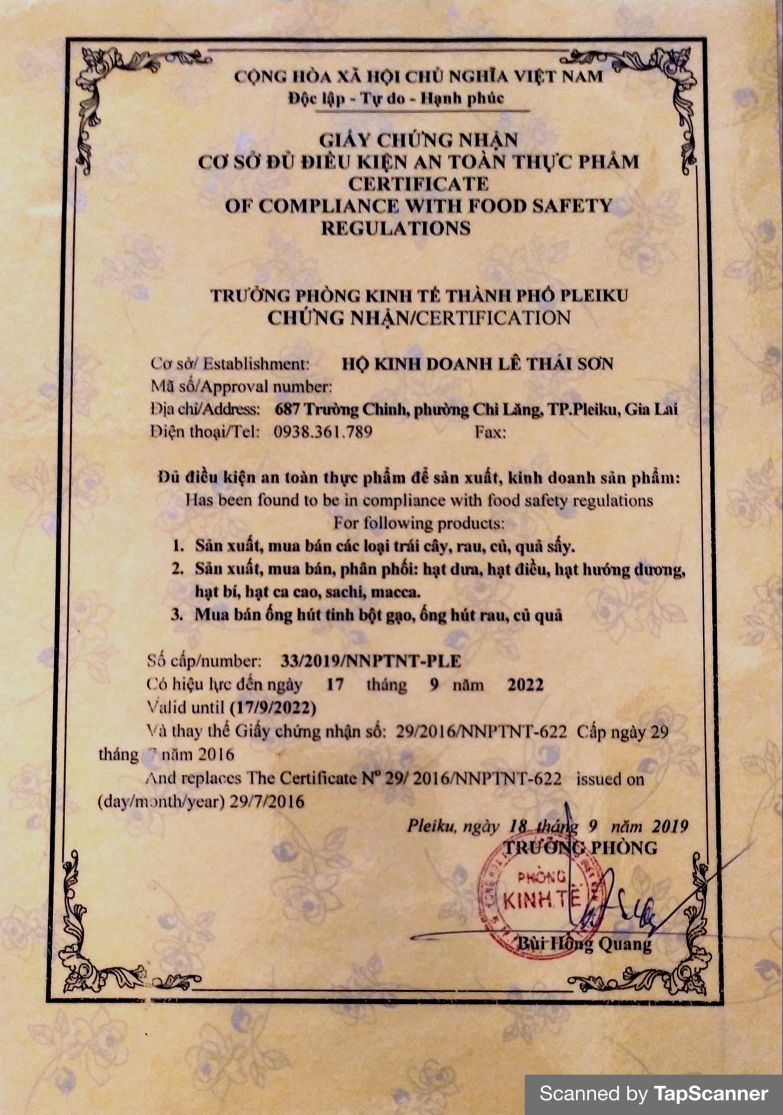 CỘNG HÒA XÃ HỘI CHỦ NGHĨA VIỆT NAM
Độc lập - Tự do - Hạnh phúc
GIẤY CHỨNG NHẬN
CƠ SỞ ĐỦ ĐIỀU KIỆN AN TOÀN THỰC PHẨM
CERTIFICATE
OF COMPLIANCE WITH FOOD SAFETY
REGULATIONS
TRƯỞNG PHÒNG KINH TẾ THÀNH PHỐ PLEIKU
CHỨNG NHẬN/CERTIFICATION
Cơ sở/ Establishment: HỘ KINH DOANH LÊ THÁI SƠN
Mã số/Approval number:
Địa chỉ/Address: 687 Trường Chinh, phường Chi Lăng, TP.Pleiku, Gia Lai
Điện thoại/Tel: 0938.361.789 Fax:
Đủ điều kiện an toàn thực phẩm để sản xuất, kinh doanh sản phẩm:
Has been found to be in compliance with food safety regulations
For following products:
1. Sản xuất, mua bán các loại trái cây, rau, củ, quả sấy.
2. Sản xuất, mua bán, phân phối: hạt dưa, hạt điều, hạt hướng dương,
hạt bí, hạt ca cao, sachi, macca.
3. Mua bán ống hút tinh bột gạo, ống hút rau, củ quả
Số cấp/number: 33/2019/NNPTNT-PLE
Có hiệu lực đến ngày 17 tháng 9 năm 2022
Valid until (17/9/2022)
Và thay thế Giấy chứng nhận số: 29/2016/NNPTNT-622 Cấp ngày 29
tháng 7 năm 2016
And replaces The Certificate Nº 29/ 2016/NNPTNT-622 issued on
(day/month/year) 29/7/2016
Pleiku, ngày 18 tháng 9 năm 2019
TRƯỞNG PHÒNG
PHÒNG
KINH TẾ
Bùi Hồng Quang
Scanned by TapScanner